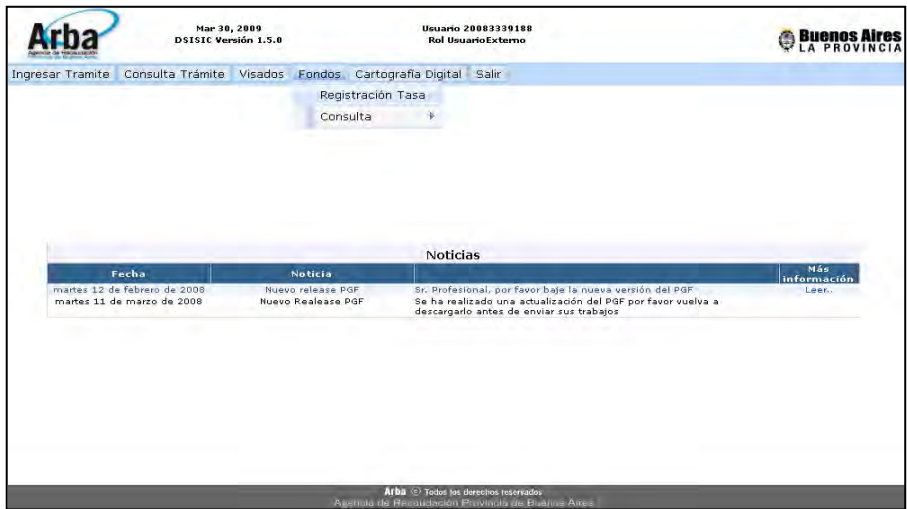 Arba
Agencia de Recaudación
Mar 30, 2009
DSISIC Versión 1.5.0
Usuario 20083339188
Rol UsuarioExterno
Buenos Aires
LA PROVINCIA
Ingresar Tramite Consulta Trámite Visados Fondos Cartografía Digital Salir
Registración Tasa
Consulta
Noticias
Fecha Noticia Más información
martes 12 de febrero de 2008 Nuevo release PGF Sr. Profesional, por favor baje la nueva versión del PGF Leer..
martes 11 de marzo de 2008 Nuevo Realease PGF Se ha realizado una actualización del PGF por favor vuelva a
descargarlo antes de enviar sus trabajos
Arba © Todos los derechos reservados
Agencia de Recaudación Provincia de Buenos Aires